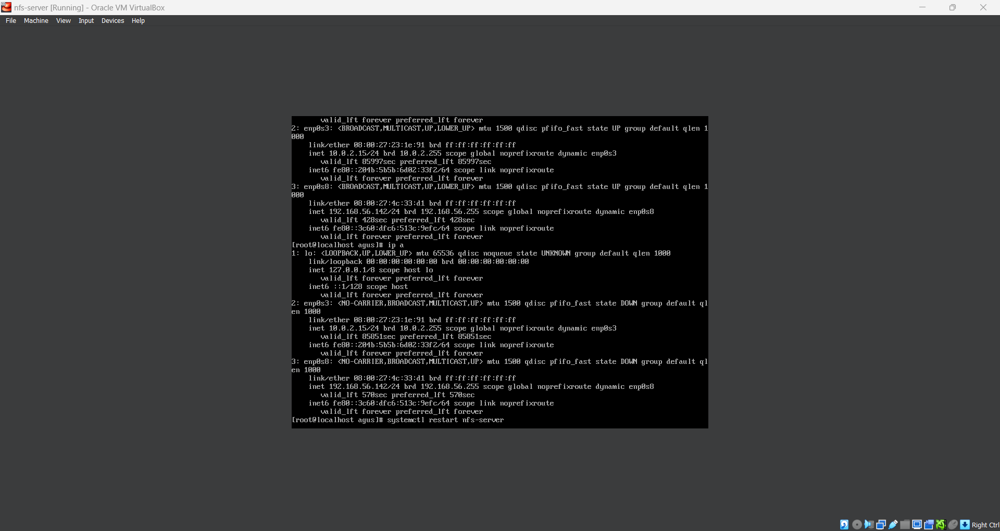 nfs-server [Running] - Oracle VM VirtualBox
File Machine View Input Devices Help
valid_lft forever preferred_lft forever
2: enp0s3: <BROADCAST,MULTICAST,UP,LOWER_UP> mtu 1500 qdisc pfifo_fast state UP group default qlen 1
000
link/ether 08:00:27:23:1e:91 brd ff:ff:ff:ff:ff:ff
inet 10.0.2.15/24 brd 10.0.2.255 scope global noprefixroute dynamic enp0s3
valid_lft 85997sec preferred_lft 85997sec
inet6 fe80::204b:5b5b:6d02:33f2/64 scope link noprefixroute
valid_lft forever preferred_lft forever
3: enp0s8: <BROADCAST,MULTICAST,UP,LOWER_UP> mtu 1500 qdisc pfifo_fast state UP group default qlen 1
000
link/ether 08:00:27:4c:33:d1 brd ff:ff:ff:ff:ff:ff
inet 192.168.56.142/24 brd 192.168.56.255 scope global noprefixroute dynamic enp0s8
valid_lft 428sec preferred_lft 428sec
inet6 fe80::3c60:dfc6:513c:9efc/64 scope link noprefixroute
valid_lft forever preferred_lft forever
[root@localhost agus]# ip a
1: lo: <LOOPBACK,UP,LOWER_UP> mtu 65536 qdisc noqueue state UNKNOWN group default qlen 1000
link/loopback 00:00:00:00:00:00 brd 00:00:00:00:00:00
inet 127.0.0.1/8 scope host lo
valid_lft forever preferred_lft forever
inet6 ::1/128 scope host
valid_lft forever preferred_lft forever
2: enp0s3: <NO-CARRIER,BROADCAST,MULTICAST,UP> mtu 1500 qdisc pfifo_fast state DOWN group default ql
en 1000
link/ether 08:00:27:23:1e:91 brd ff:ff:ff:ff:ff:ff
inet 10.0.2.15/24 brd 10.0.2.255 scope global noprefixroute dynamic enp0s3
valid_lft 85851sec preferred_lft 85851sec
inet6 fe80::204b:5b5b:6d02:33f2/64 scope link noprefixroute
valid_lft forever preferred_lft forever
3: enp0s8: <NO-CARRIER,BROADCAST,MULTICAST,UP> mtu 1500 qdisc pfifo_fast state DOWN group default ql
en 1000
link/ether 08:00:27:4c:33:d1 brd ff:ff:ff:ff:ff:ff
inet 192.168.56.142/24 brd 192.168.56.255 scope global noprefixroute dynamic enp0s8
valid_lft 570sec preferred_lft 570sec
inet6 fe80::3c60:dfc6:513c:9efc/64 scope link noprefixroute
valid_lft forever preferred_lft forever
[root@localhost agus]# systemctl restart nfs-server
Right Ctrl